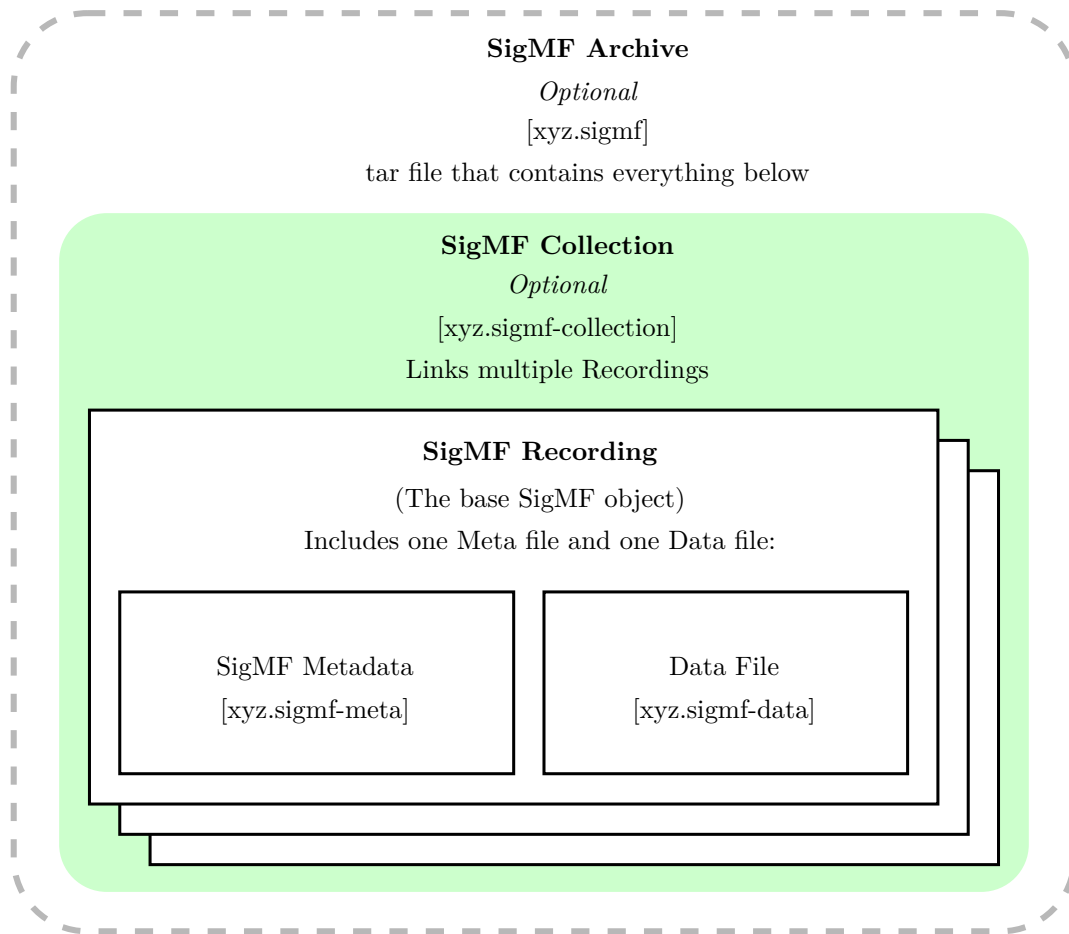 SigMF Archive
Optional
[xyz.sigmf]
tar file that contains everything below
SigMF Collection
Optional
[xyz.sigmf-collection]
Links multiple Recordings
SigMF Recording
(The base SigMF object)
Includes one Meta file and one Data file:
SigMF Metadata
[xyz.sigmf-meta]
Data File
[xyz.sigmf-data]